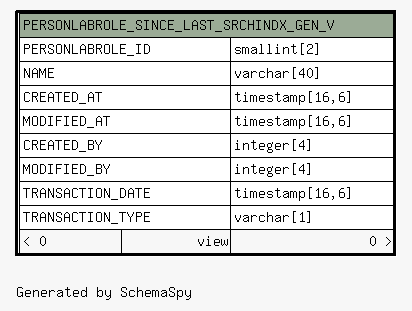 PERSONLABROLE_SINCE_LAST_SRCHINDX_GEN_V
PERSONLABROLE_ID smallint[2]
NAME varchar[40]
CREATED_AT timestamp[16,6]
MODIFIED_AT timestamp[16,6]
CREATED_BY integer[4]
MODIFIED_BY integer[4]
TRANSACTION_DATE timestamp[16,6]
TRANSACTION_TYPE varchar[1]
< 0 view 0 >
Generated by SchemaSpy